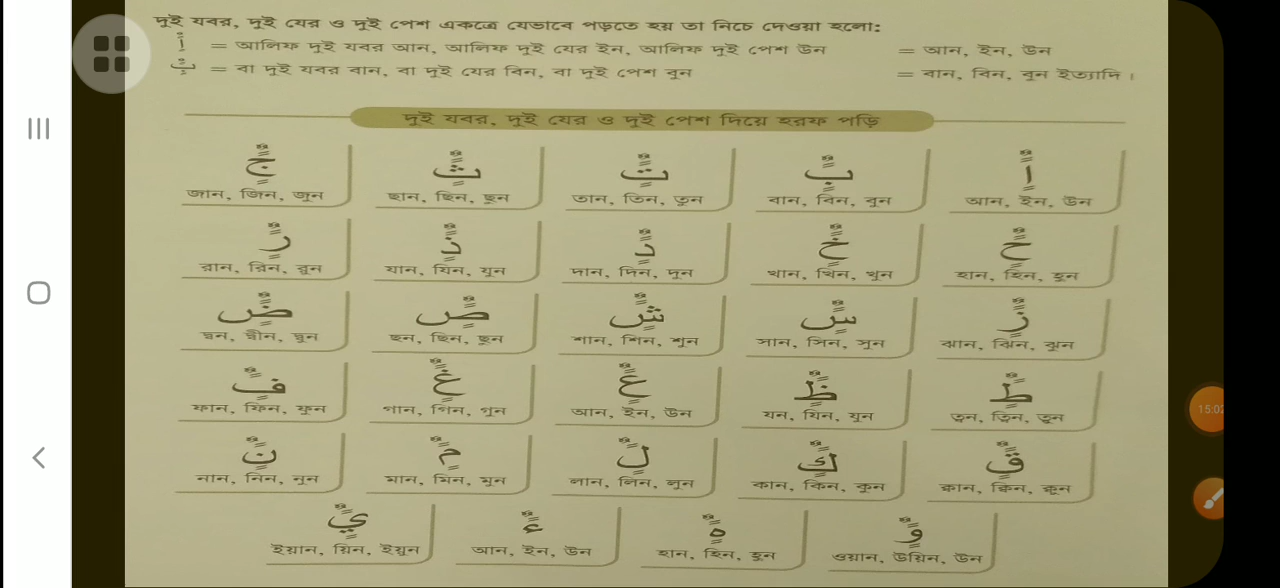 দুই যবর, দুই যের ও দুই পেশ একত্রে যেভাবে পড়তে হয় তা নিচে দেওয়া হলো:
= আলিফ দুই যবর আন, আলিফ দুই যের ইন, আলিফ দুই পেশ উন = আন, ইন, উন
= বা দুই যবর বান, বা দুই যের বিন, বা দুই পেশ বুন = বান, বিন, বুন ইত্যাদি।
দুই যবর, দুই যের ও দুই পেশ দিয়ে হরফ পড়ি
ج ث ت ب ا
জান, জিন, জুন ছান, ছিন, ছুন তান, তিন, তুন বান, বিন, বুন আন, ইন, উন
ر ذ د خ ح
রান, রিন, রুন যান, যিন, যুন দান, দিন, দুন খান, খিন, খুন হান, হিন, হুন
ض ص ش س ز
দ্বন, দ্বীন, দ্বুন ছন, ছিন, ছুন শান, শিন, শুন সান, সিন, সুন ঝান, ঝিন, ঝুন
ف غ ع ظ ط
ফান, ফিন, ফুন গান, গিন, গুন আন, ইন, উন যন, যিন, যুন ত্বন, ত্বিন, ত্বুন
ن م ل ك ق
নান, নিন, নুন মান, মিন, মুন লান, লিন, লুন কান, কিন, কুন ক্বান, ক্বিন, ক্বুন
ي ء ه و
ইয়ান, য়িন, ইয়ুন আন, ইন, উন হান, হিন, হুন ওয়ান, উয়িন, উন
15:02